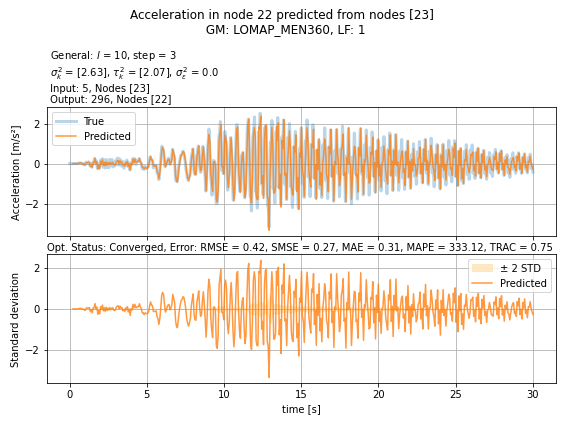 Acceleration in node 22 predicted from nodes [23]
GM: LOMAP_MEN360, LF: 1
General: l = 10, step = 3
σ²ₖ = [2.63], τ²ₖ = [2.07], σ²ε = 0.0
Input: 5, Nodes [23]
Output: 296, Nodes [22]
Acceleration [m/s²]
2
0
−2
True
Predicted
Opt. Status: Converged, Error: RMSE = 0.42, SMSE = 0.27, MAE = 0.31, MAPE = 333.12, TRAC = 0.75
Standard deviation
2
0
−2
± 2 STD
Predicted
0 5 10 15 20 25 30
time [s]